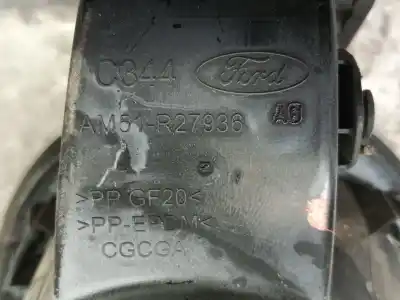 C344 Ford
AM51-R27936 AG
>PP GF20<
>PP-EPDM<
CGCGA